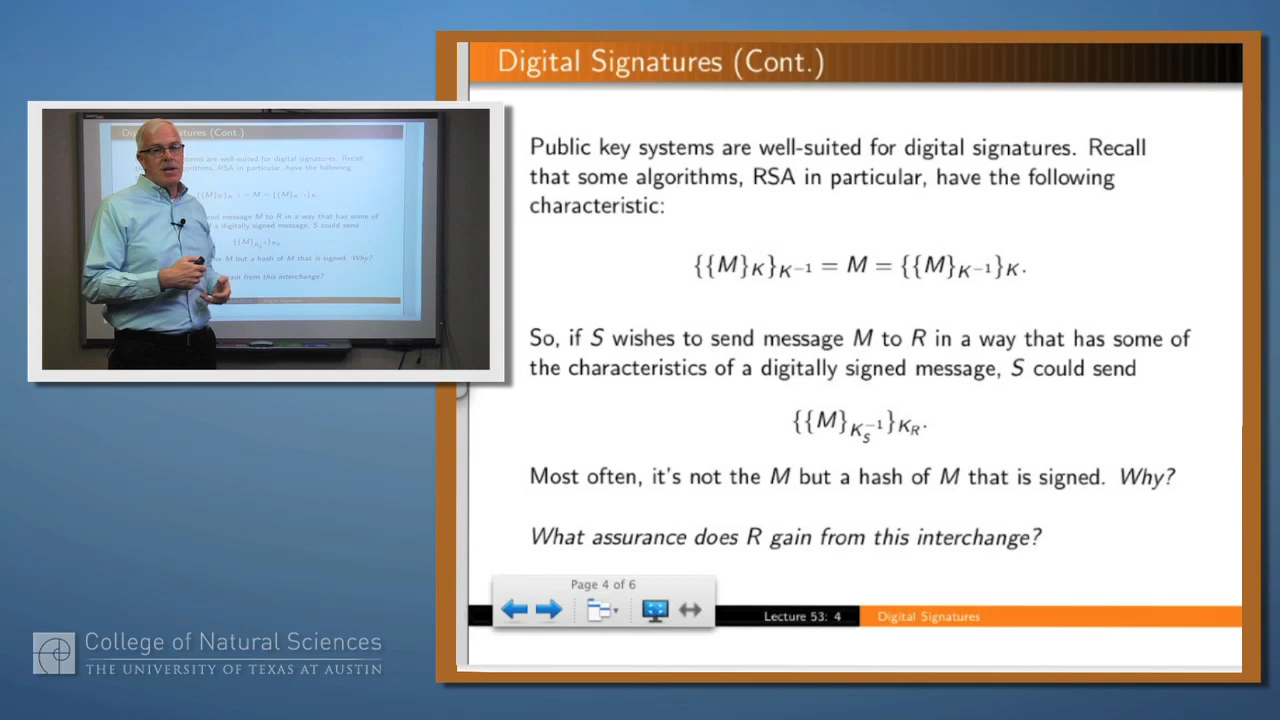 Digital Signatures (Cont.)
Public key systems are well-suited for digital signatures. Recall
that some algorithms, RSA in particular, have the following
characteristic:
{{M}K}K−1 = M = {{M}K−1}K.
So, if S wishes to send message M to R in a way that has some of
the characteristics of a digitally signed message, S could send
{{M}K_S^−1}K_R.
Most often, it's not the M but a hash of M that is signed. Why?
What assurance does R gain from this interchange?
Page 4 of 6
Lecture 53: 4
Digital Signatures
College of Natural Sciences
THE UNIVERSITY OF TEXAS AT AUSTIN